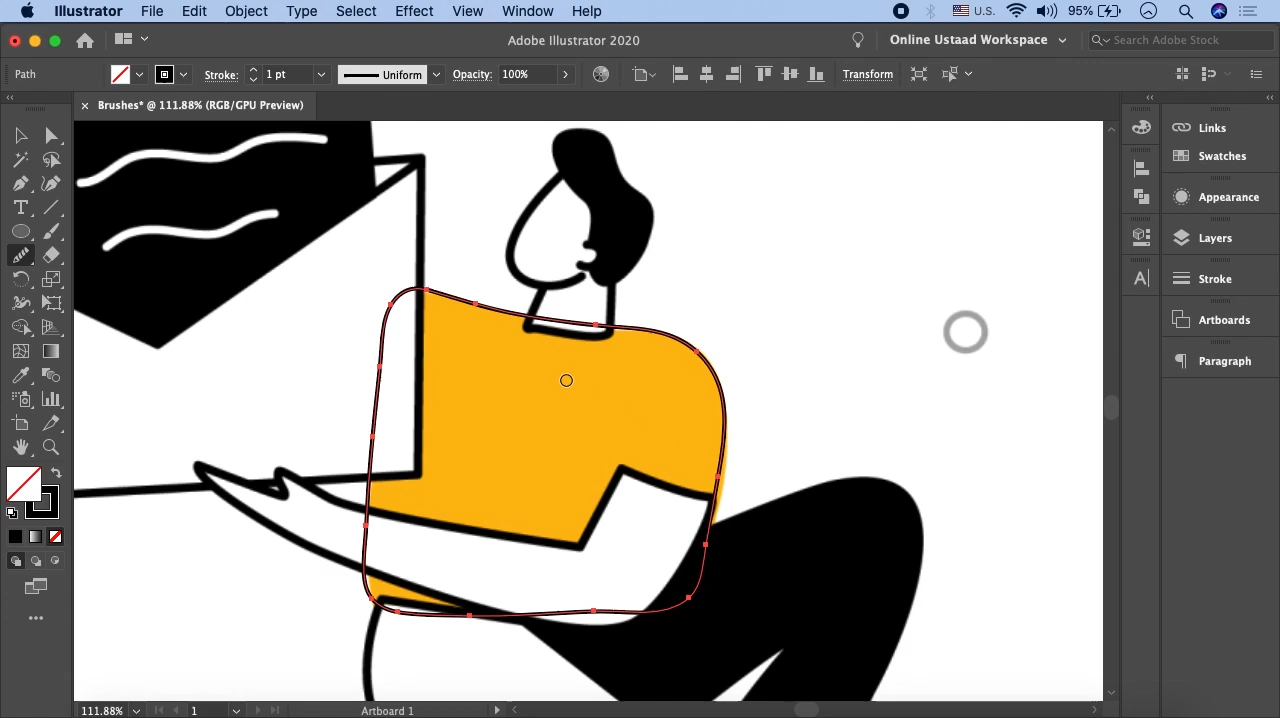 Illustrator File Edit Object Type Select Effect View Window Help U.S. 95%
Adobe Illustrator 2020 Online Ustaad Workspace Search Adobe Stock
Path Stroke: 1 pt Uniform Opacity: 100% Transform
Brushes* @ 111.88% (RGB/GPU Preview)
Links
Swatches
Appearance
Layers
Stroke
Artboards
Paragraph
111.88% 1 Artboard 1